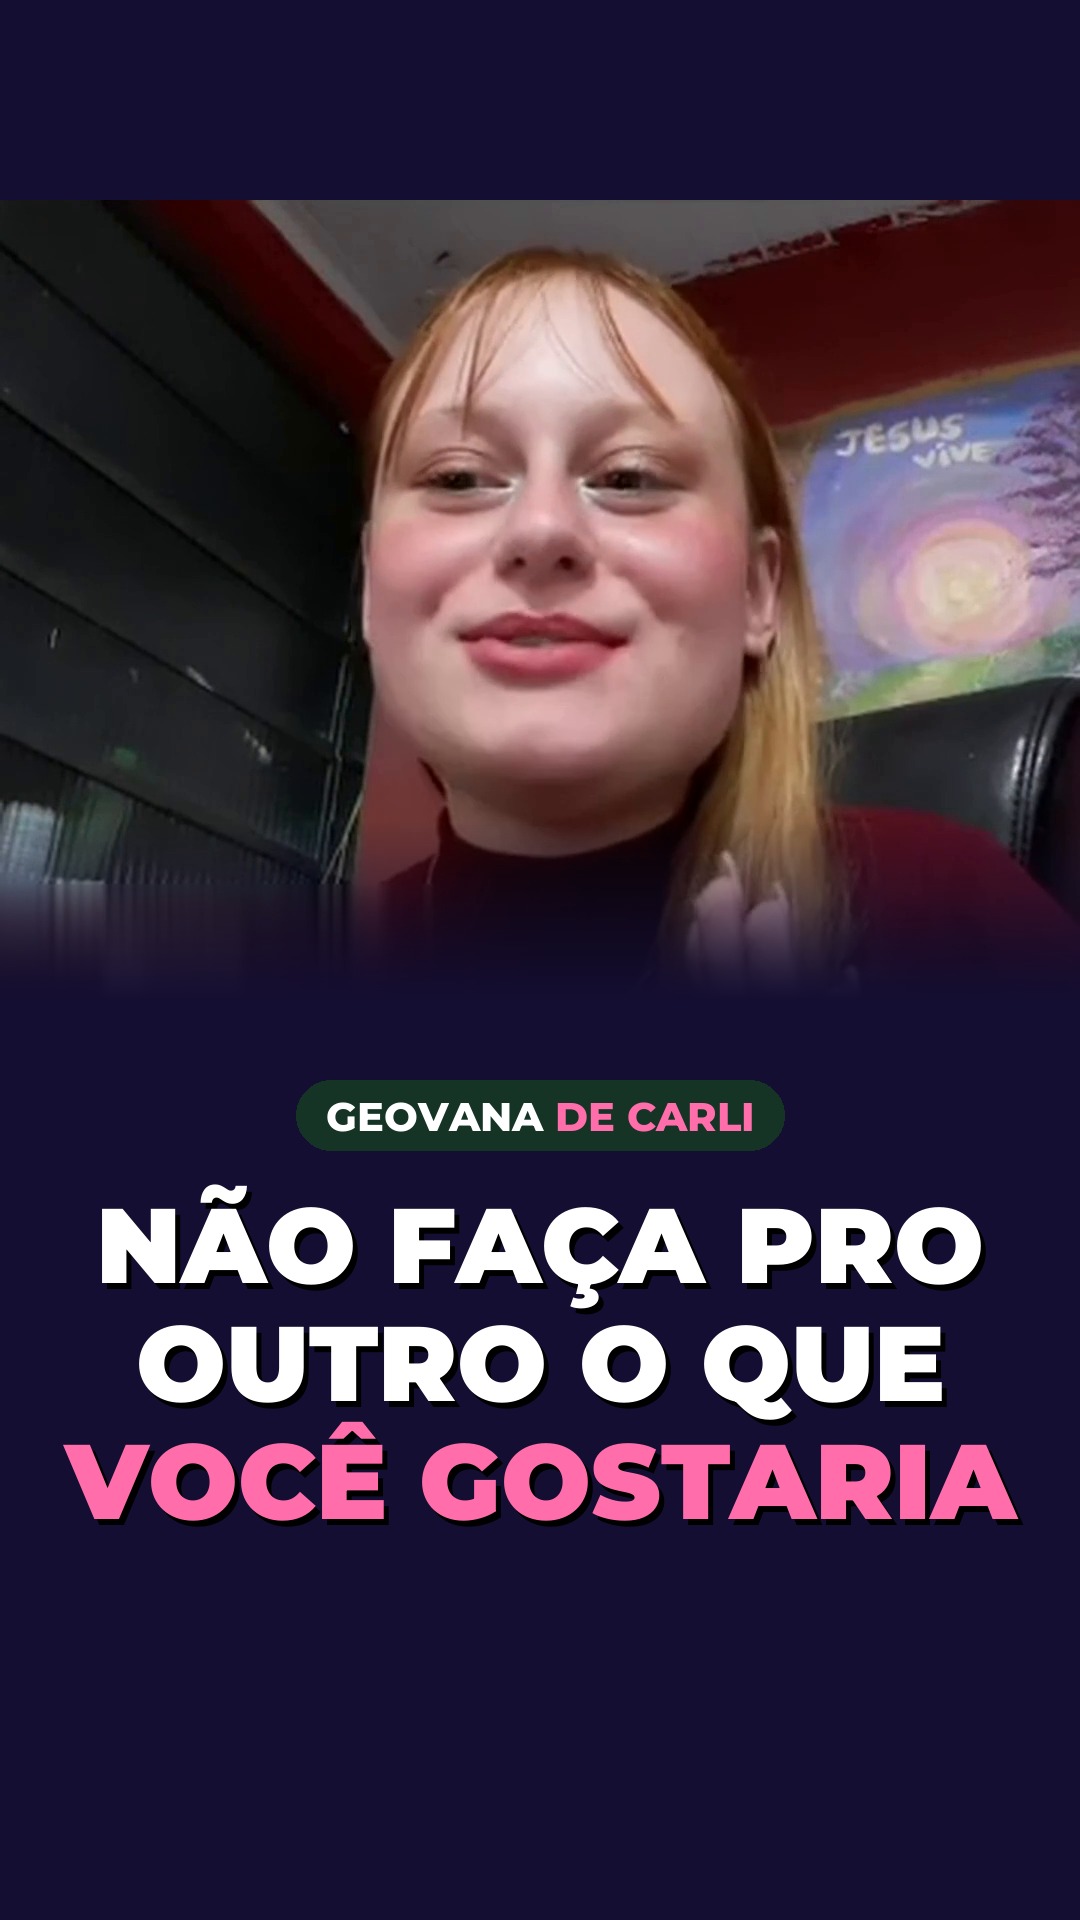 JESUS
VIVE
GEOVANA DE CARLI
NÃO FAÇA PRO
OUTRO O QUE
VOCÊ GOSTARIA